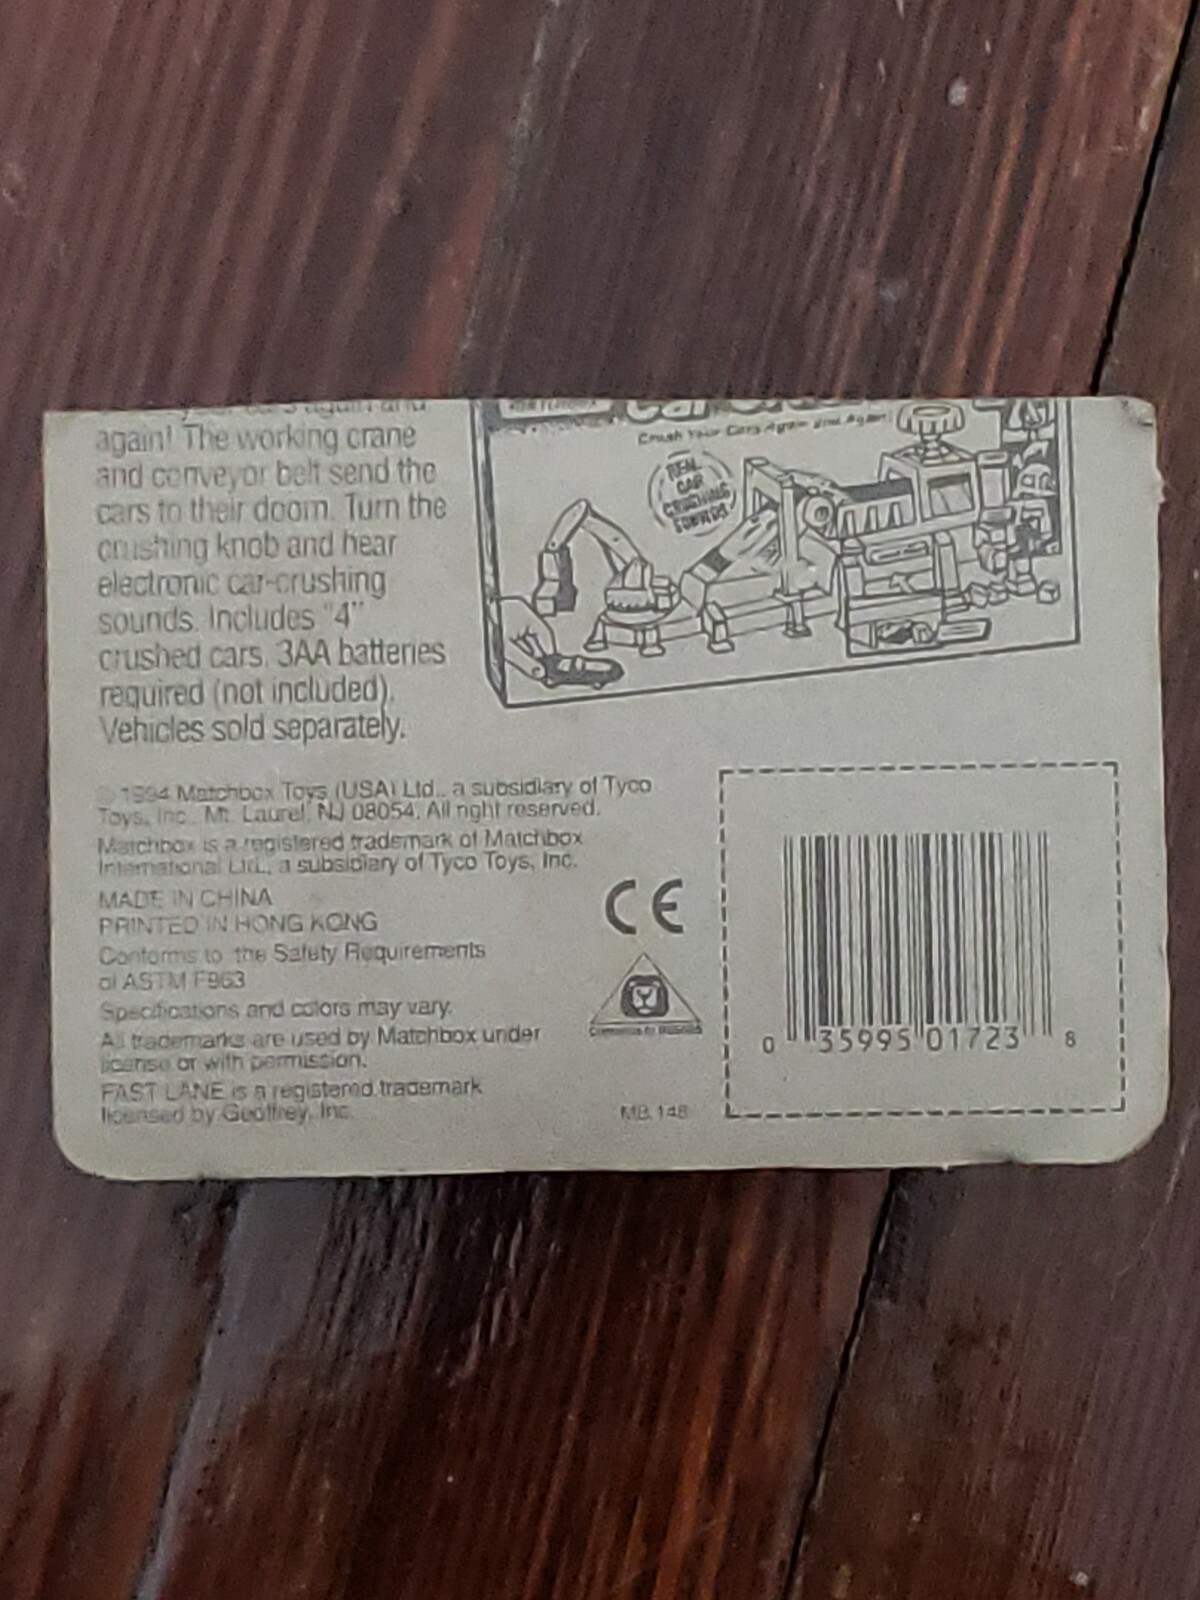 again and
again! The working crane
and conveyor belt send the
cars to their doom. Turn the
crushing knob and hear
electronic car-crushing
sounds. Includes "4"
crushed cars. 3AA batteries
required (not included).
Vehicles sold separately.
Crush Your Cars Again and Again!
REAL
CAR
CRUSHING
SOUNDS!
© 1994 Matchbox Toys (USA) Ltd., a subsidiary of Tyco
Toys, Inc., Mt. Laurel, NJ 08054. All right reserved.
Matchbox is a registered trademark of Matchbox
International Ltd., a subsidiary of Tyco Toys, Inc.
MADE IN CHINA
PRINTED IN HONG KONG
Conforms to the Safety Requirements
of ASTM F963
Specifications and colors may vary.
All trademarks are used by Matchbox under
license or with permission.
FAST LANE is a registered trademark
licensed by Geoffrey, Inc.
CE
MB 148
0 35995 01723 8